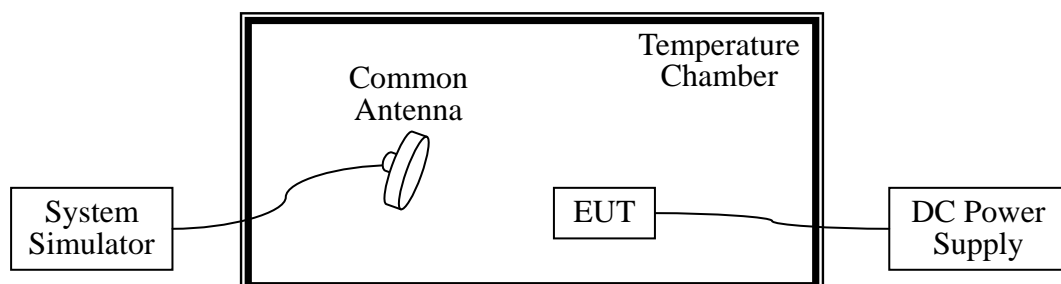 Temperature
Chamber
Common
Antenna
System
Simulator
EUT
DC Power
Supply